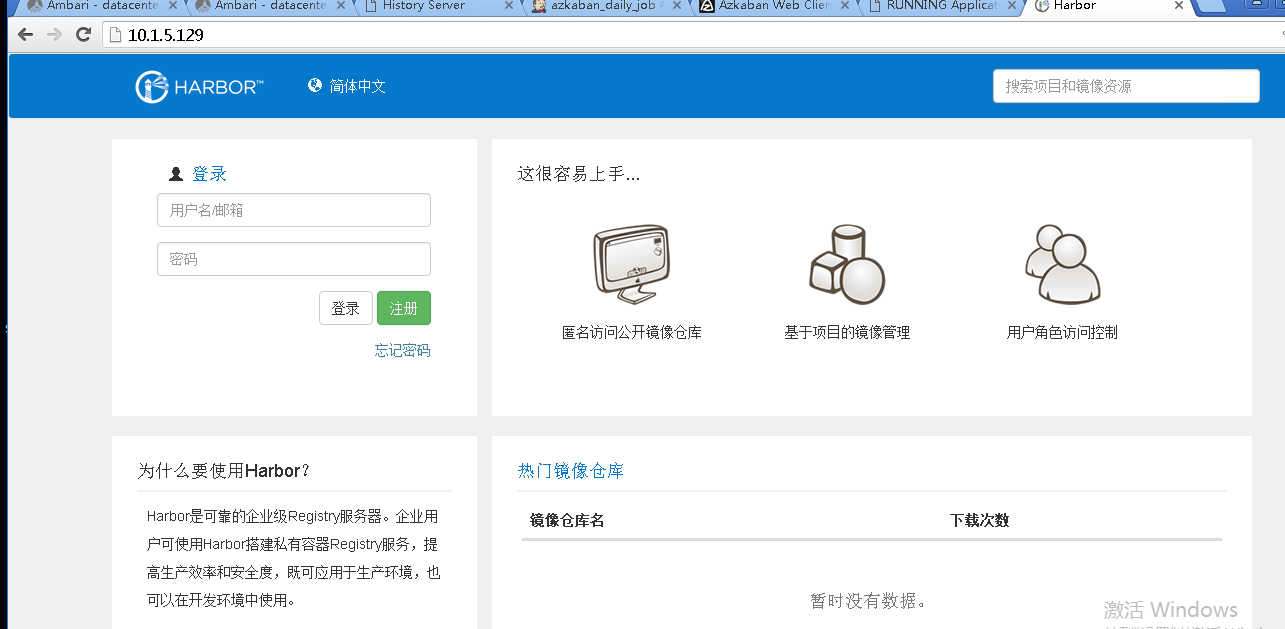 Ambari - datacente
Ambari - datacente
History Server
azkaban_daily_job
Azkaban Web Clien
RUNNING Applicat
Harbor
10.1.5.129
HARBOR™
简体中文
搜索项目和镜像资源
登录
用户名/邮箱
密码
登录
注册
忘记密码
这很容易上手...
匿名访问公开镜像仓库
基于项目的镜像管理
用户角色访问控制
为什么要使用Harbor?
Harbor是可靠的企业级Registry服务器。企业用
户可使用Harbor搭建私有容器Registry服务，提
高生产效率和安全度，既可应用于生产环境，也
可以在开发环境中使用。
热门镜像仓库
镜像仓库名
下载次数
暂时没有数据。
激活 Windows